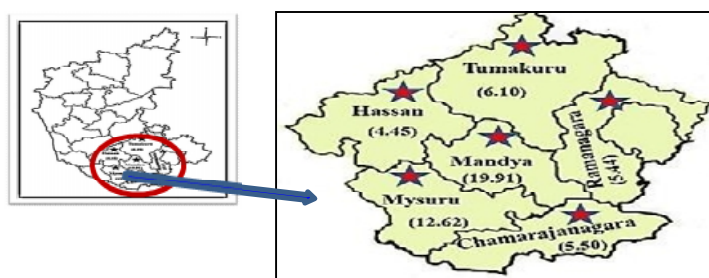 Tumakuru
(6.10)
Hassan
(4.45)
Ramanagara
(5.44)
Mandya
(19.91)
Mysuru
(12.62)
Chamarajanagara
(5.50)